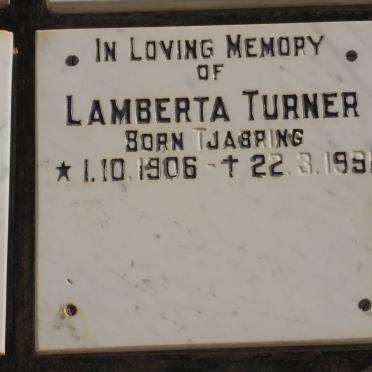 IN LOVING MEMORY
OF
LAMBERTA TURNER
BORN TJABRING
★ 1.10.1906 - † 22.3.199